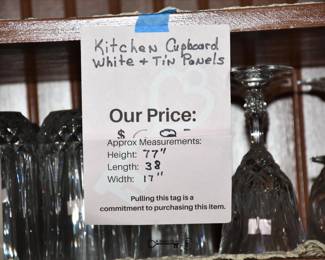 Kitchen Cupboard
White + Tin Panels
Our Price:
$
Approx Measurements:
Height: 77"
Length: 38
Width: 17"
Pulling this tag is a
commitment to purchasing this item.